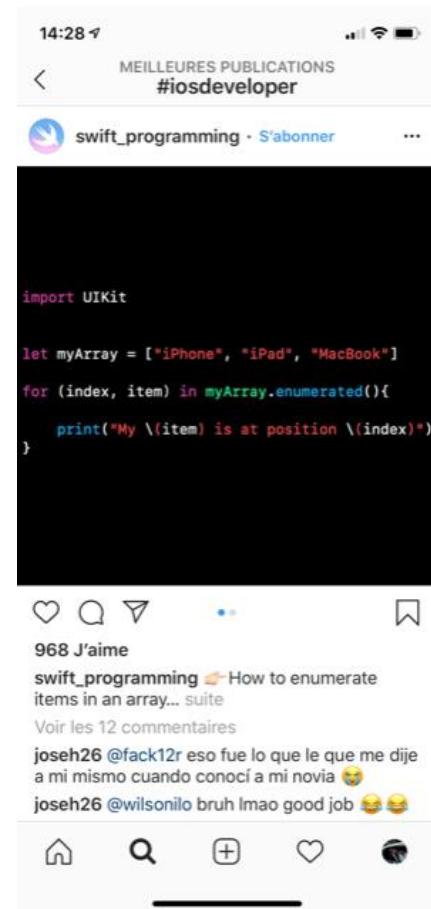 14:28
MEILLEURES PUBLICATIONS
#iosdeveloper
swift_programming • S'abonner
import UIKit
let myArray = ["iPhone", "iPad", "MacBook"]
for (index, item) in myArray.enumerated(){
print("My \(item) is at position \(index)")
}
968 J'aime
swift_programming 👉🏻 How to enumerate
items in an array... suite
Voir les 12 commentaires
joseh26 @fack12r eso fue lo que le que me dije
a mi mismo cuando conocí a mi novia 😭
joseh26 @wilsonilo bruh lmao good job 😂😂